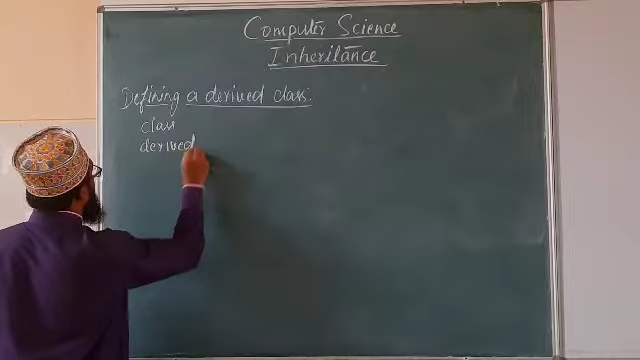 Computer Science
Inheritance
Defining a derived class:
class
derived